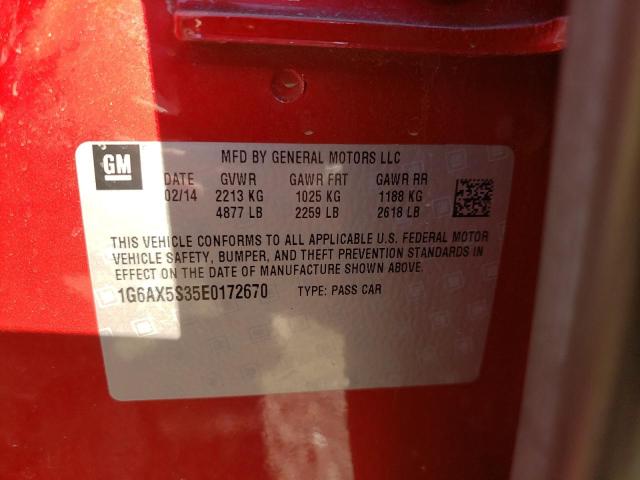 GM
MFD BY GENERAL MOTORS LLC
DATE GVWR GAWR FRT GAWR RR
02/14 2213 KG 1025 KG 1188 KG
4877 LB 2259 LB 2618 LB
THIS VEHICLE CONFORMS TO ALL APPLICABLE U.S. FEDERAL MOTOR
VEHICLE SAFETY, BUMPER, AND THEFT PREVENTION STANDARDS IN
EFFECT ON THE DATE OF MANUFACTURE SHOWN ABOVE.
1G6AX5S35E0172670 TYPE: PASS CAR